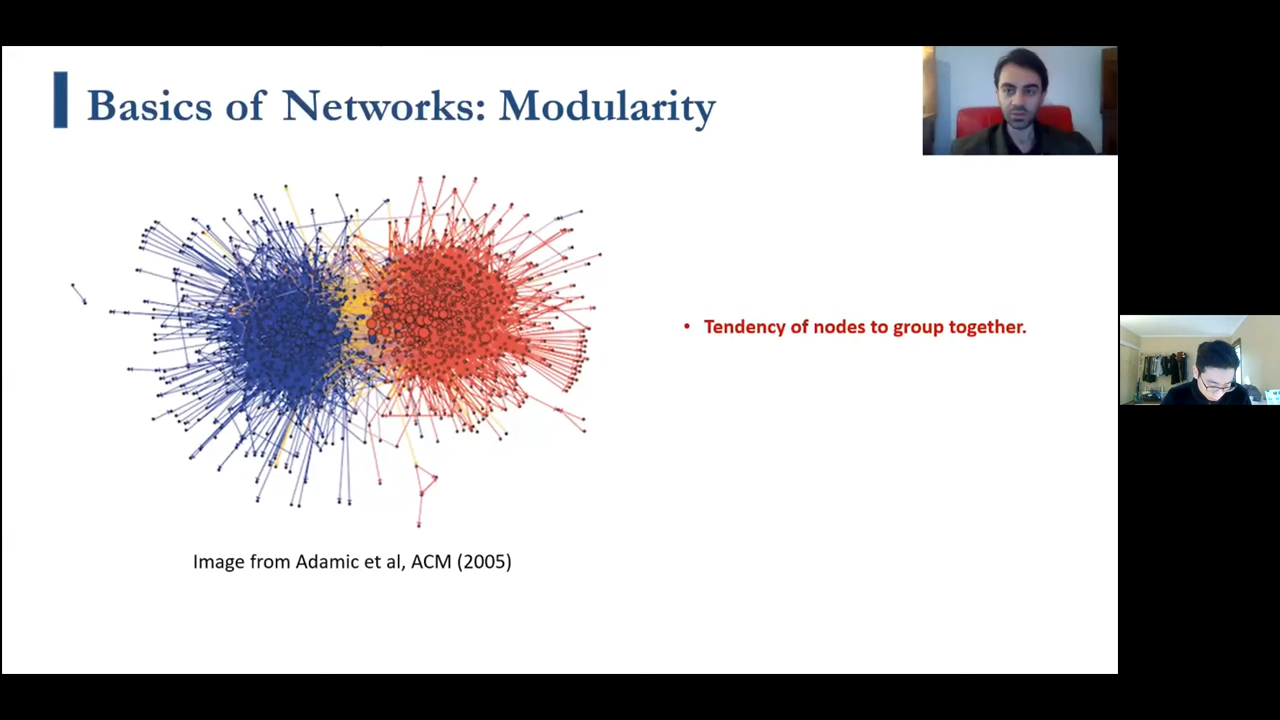 Basics of Networks: Modularity
• Tendency of nodes to group together.
Image from Adamic et al, ACM (2005)